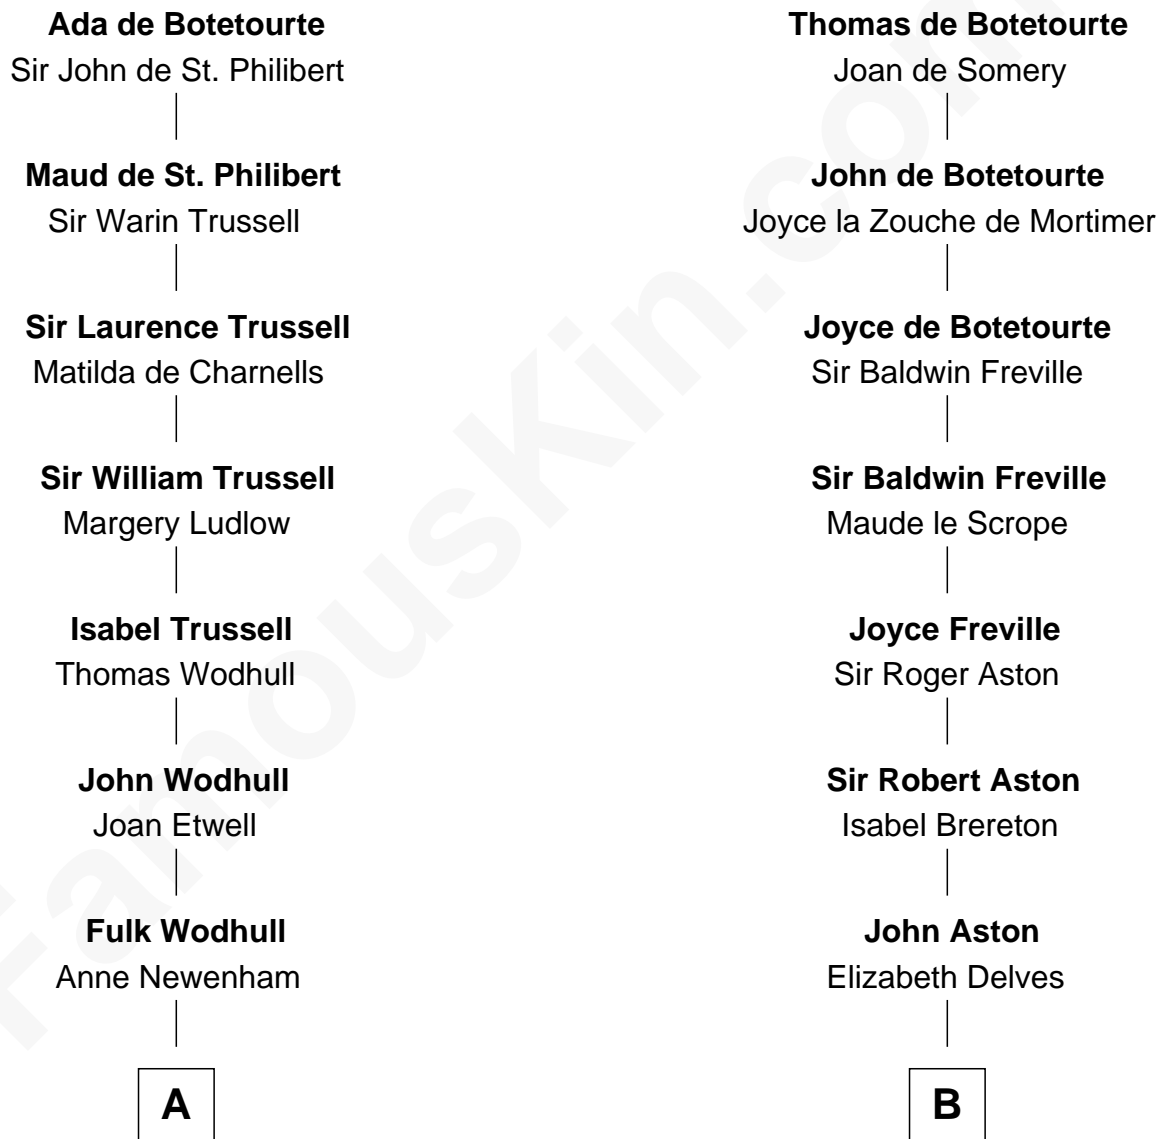 Ada de Botetourte
Sir John de St. Philibert
Maud de St. Philibert
Sir Warin Trussell
Sir Laurence Trussell
Matilda de Charnells
Sir William Trussell
Margery Ludlow
Isabel Trussell
Thomas Wodhull
John Wodhull
Joan Etwell
Fulk Wodhull
Anne Newenham
A
Thomas de Botetourte
Joan de Somery
John de Botetourte
Joyce la Zouche de Mortimer
Joyce de Botetourte
Sir Baldwin Freville
Sir Baldwin Freville
Maude le Scrope
Joyce Freville
Sir Roger Aston
Sir Robert Aston
Isabel Brereton
John Aston
Elizabeth Delves
B
FamousKin.com